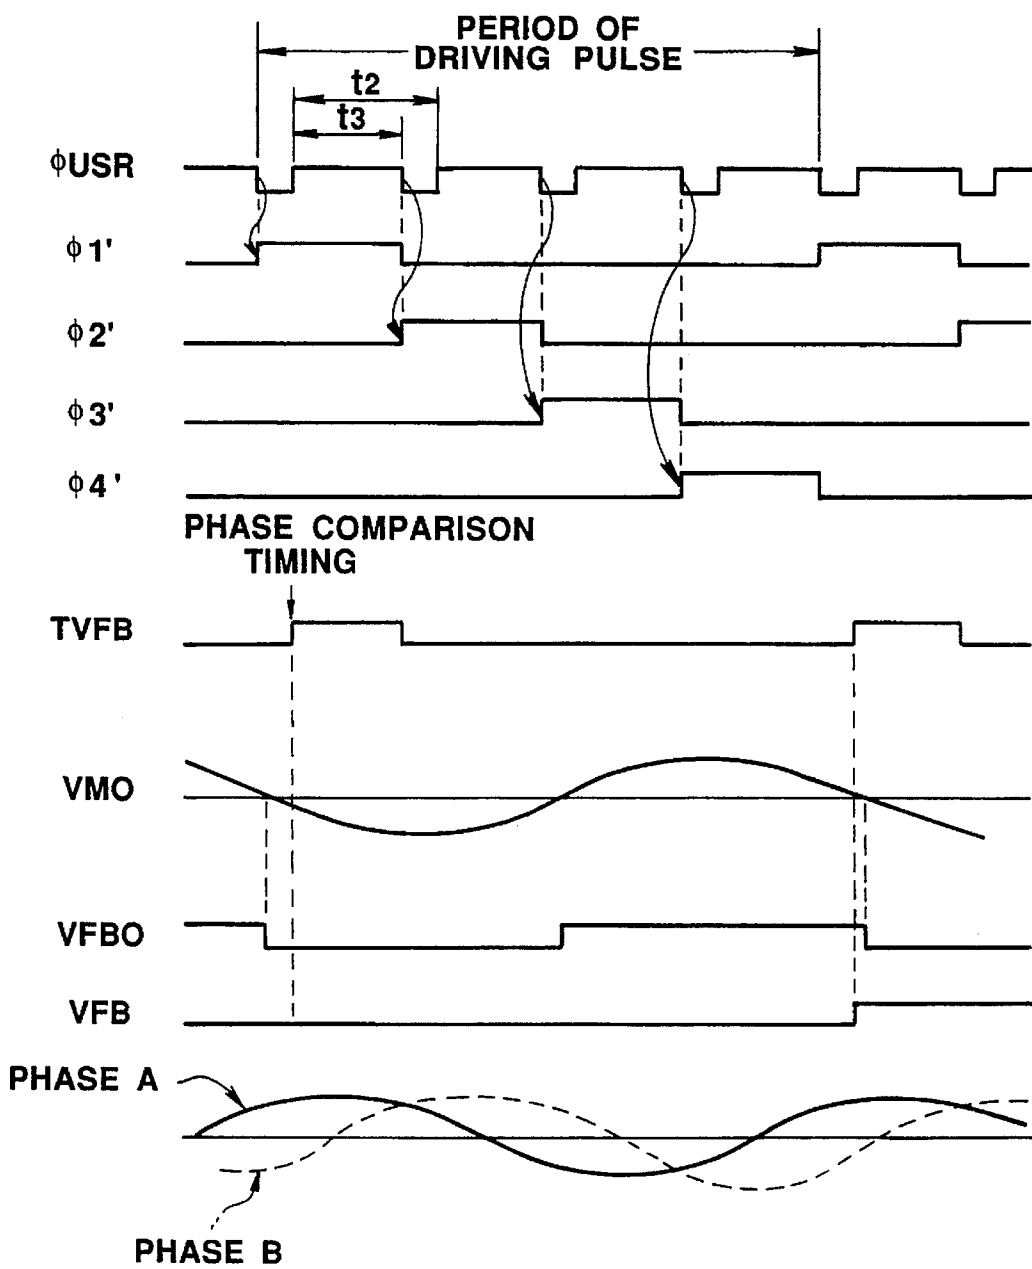 PERIOD OF
DRIVING PULSE
t2
t3
ϕUSR
ϕ1'
ϕ2'
ϕ3'
ϕ4'
PHASE COMPARISON
TIMING
TVFB
VMO
VFBO
VFB
PHASE A
PHASE B